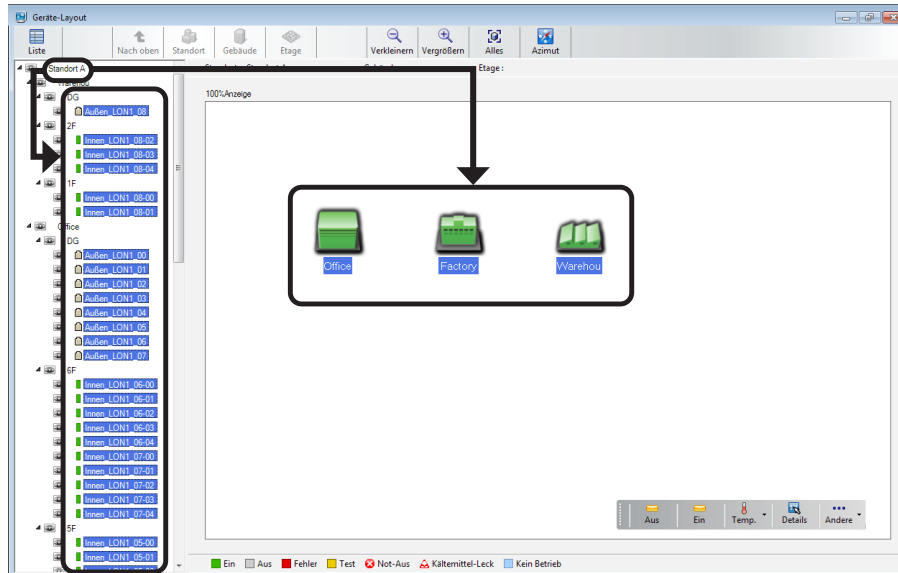 Geräte-Layout
Liste
Nach oben
Standort
Gebäude
Etage
Verkleinern
Vergrößern
Alles
Azimut
Etage :
Standort A
100%Anzeige
DG
Außen_LON1_08
2F
Innen_LON1_08-02
Innen_LON1_08-03
Innen_LON1_08-04
1F
Innen_LON1_08-00
Innen_LON1_08-01
DG
Außen_LON1_00
Außen_LON1_01
Außen_LON1_02
Außen_LON1_03
Außen_LON1_04
Außen_LON1_05
Außen_LON1_06
Außen_LON1_07
6F
Innen_LON1_06-00
Innen_LON1_06-01
Innen_LON1_06-02
Innen_LON1_06-03
Innen_LON1_06-04
Innen_LON1_07-00
Innen_LON1_07-01
Innen_LON1_07-02
Innen_LON1_07-03
Innen_LON1_07-04
5F
Innen_LON1_05-00
Innen_LON1_05-01
Office
Factory
Warehou
Aus
Ein
Temp.
Details
Andere
Ein
Aus
Fehler
Test
Not-Aus
Kältemittel-Leck
Kein Betrieb